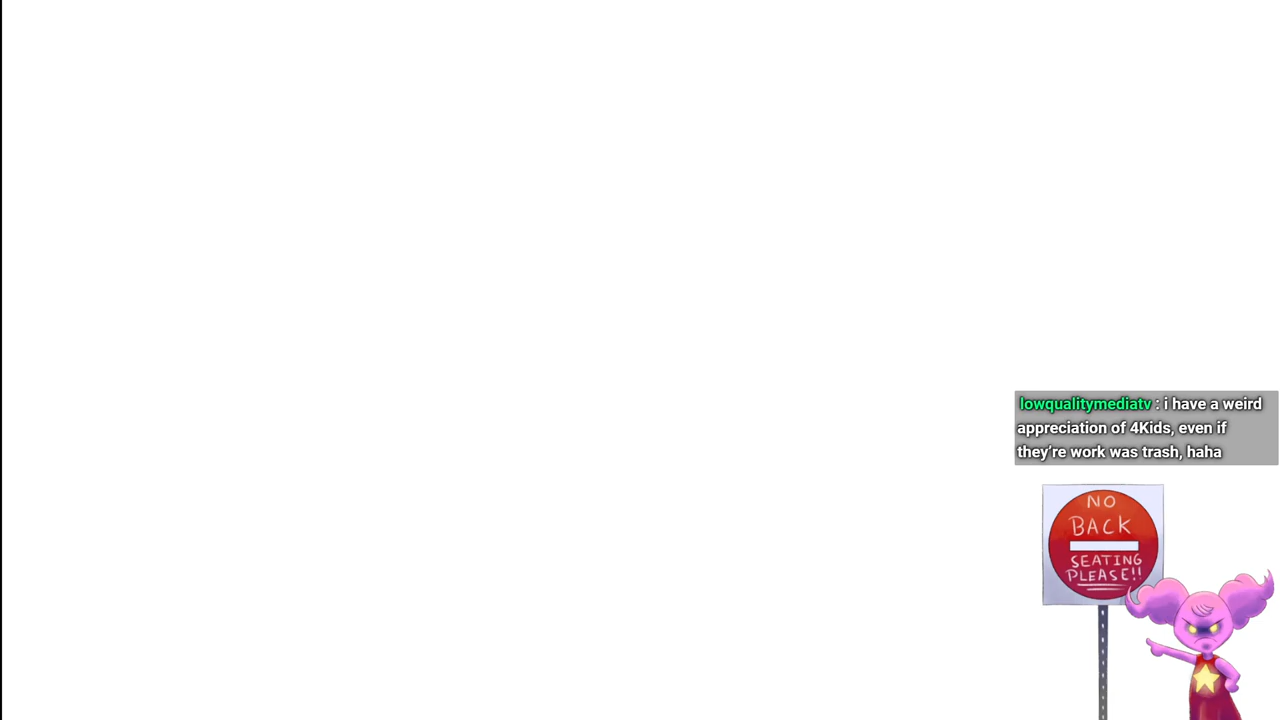 lowqualitymediatv : i have a weird
appreciation of 4Kids, even if
they're work was trash, haha
NO
BACK
SEATING
PLEASE!!